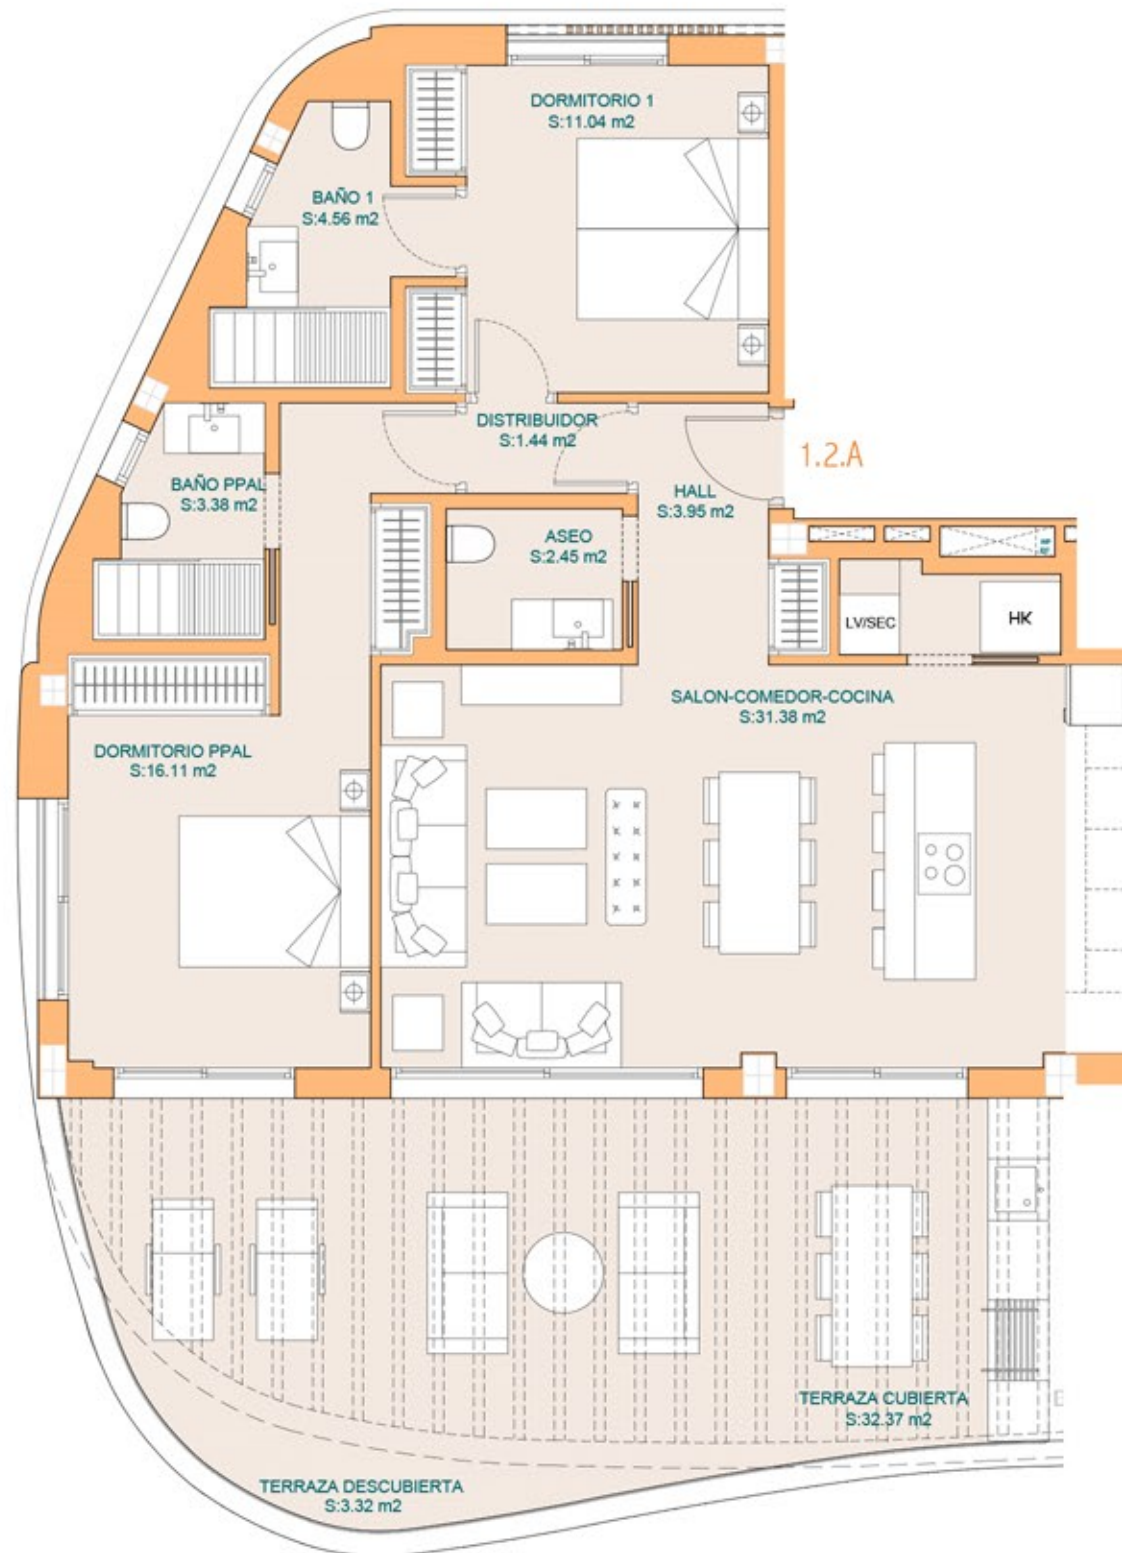 DORMITORIO 1
S:11.04 m2
BAÑO 1
S:4.56 m2
DISTRIBUIDOR
S:1.44 m2
1.2.A
BAÑO PPAL
S:3.38 m2
HALL
S:3.95 m2
ASEO
S:2.45 m2
LV/SEC
HK
SALON-COMEDOR-COCINA
S:31.38 m2
DORMITORIO PPAL
S:16.11 m2
TERRAZA CUBIERTA
S:32.37 m2
TERRAZA DESCUBIERTA
S:3.32 m2